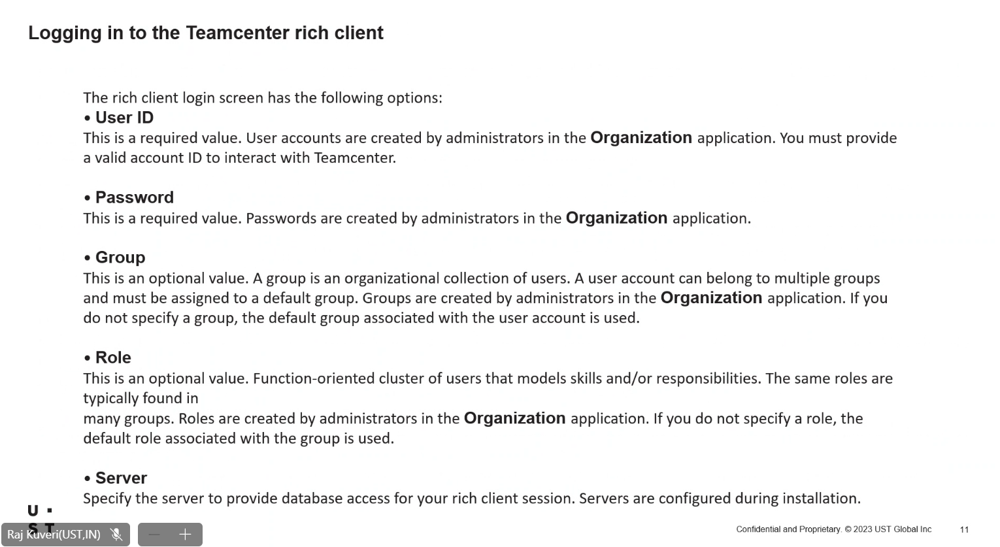 Logging in to the Teamcenter rich client
The rich client login screen has the following options:
• User ID
This is a required value. User accounts are created by administrators in the Organization application. You must provide
a valid account ID to interact with Teamcenter.
• Password
This is a required value. Passwords are created by administrators in the Organization application.
• Group
This is an optional value. A group is an organizational collection of users. A user account can belong to multiple groups
and must be assigned to a default group. Groups are created by administrators in the Organization application. If you
do not specify a group, the default group associated with the user account is used.
• Role
This is an optional value. Function-oriented cluster of users that models skills and/or responsibilities. The same roles are
typically found in
many groups. Roles are created by administrators in the Organization application. If you do not specify a role, the
default role associated with the group is used.
• Server
Specify the server to provide database access for your rich client session. Servers are configured during installation.
U ·
S T
Raj Kuveri(UST,IN)
Confidential and Proprietary. © 2023 UST Global Inc 11